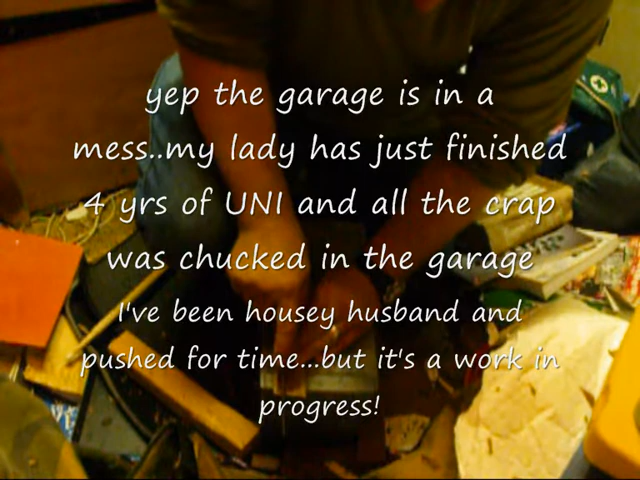 yep the garage is in a
mess..my lady has just finished
4 yrs of UNI and all the crap
was chucked in the garage
I've been housey husband and
pushed for time...but it's a work in
progress!